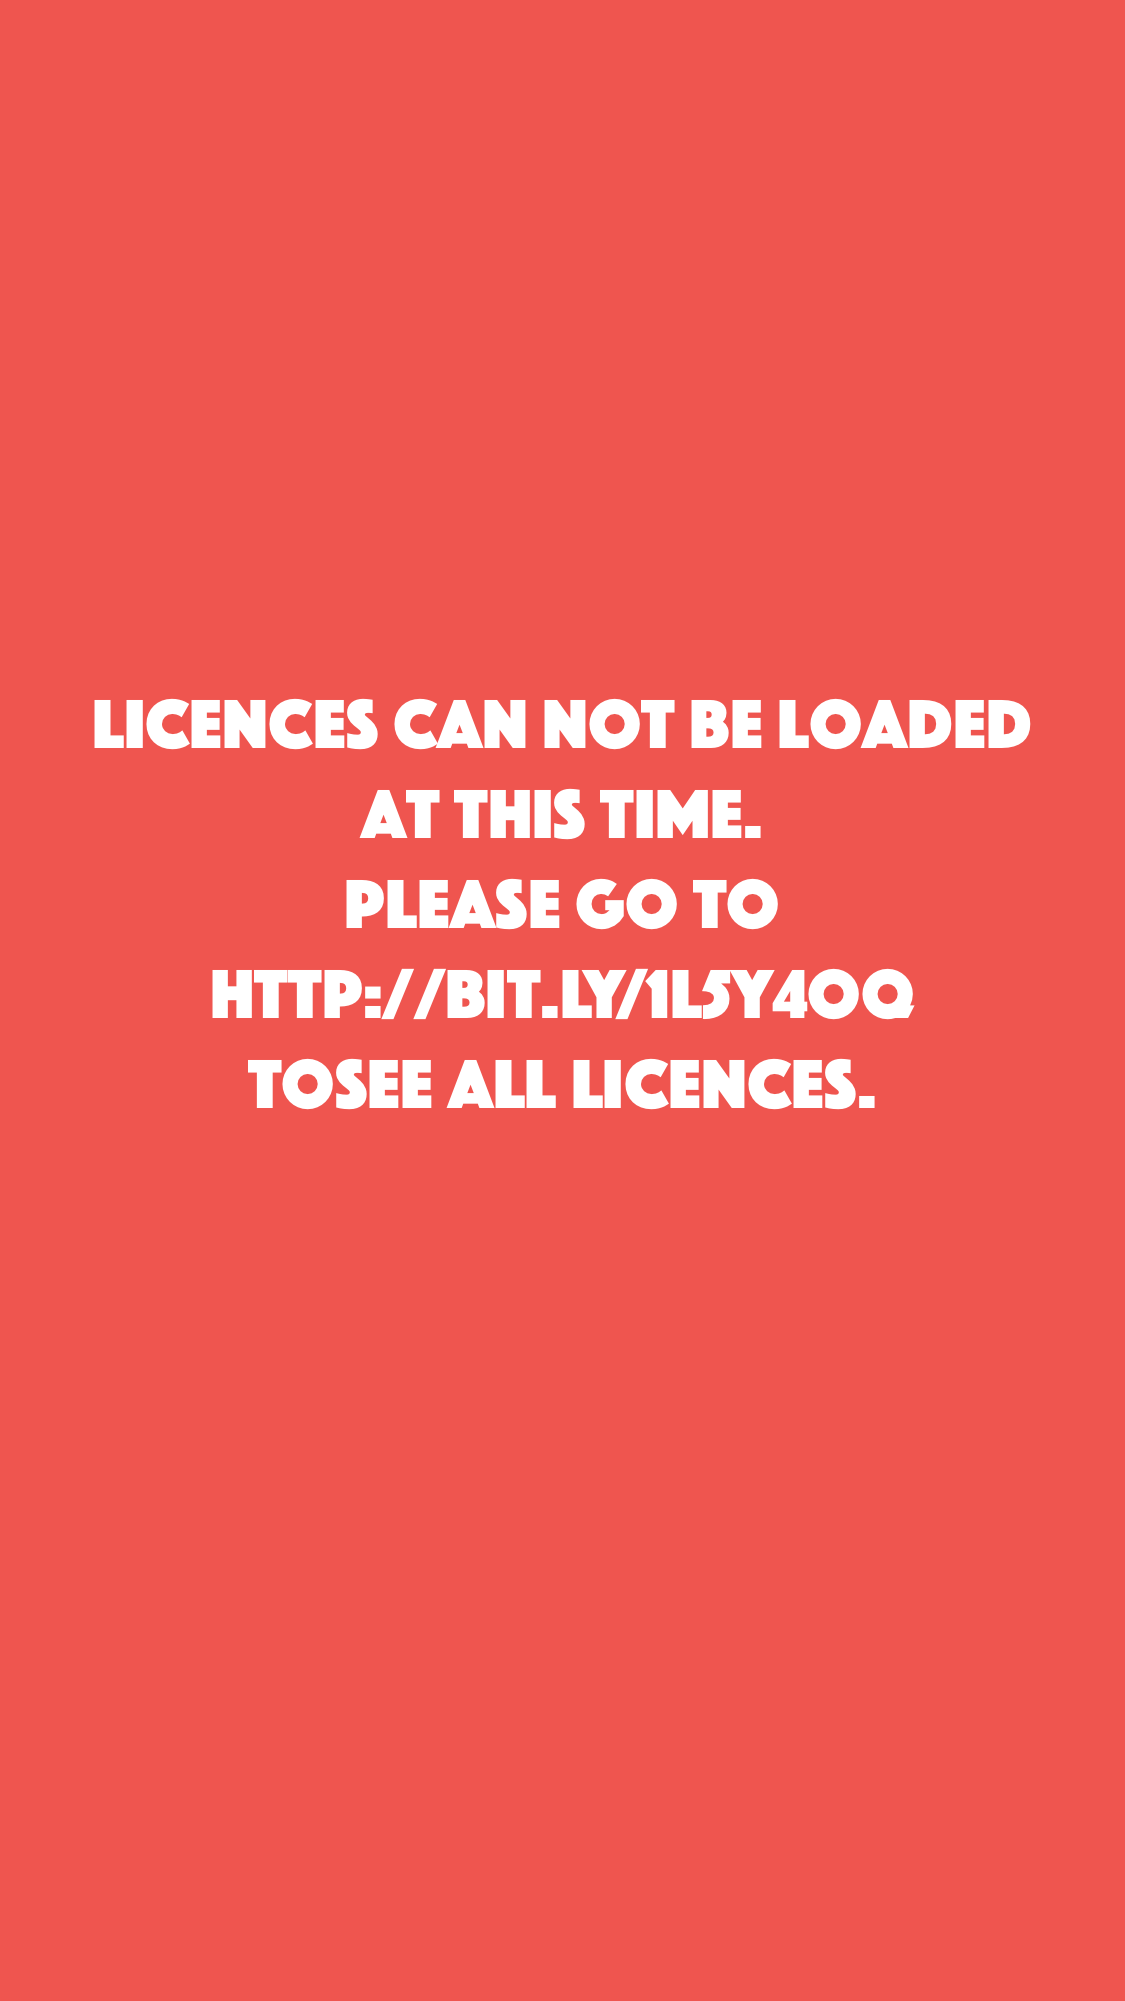 LICENCES CAN NOT BE LOADED
AT THIS TIME.
PLEASE GO TO
HTTP://BIT.LY/1L5Y4OQ
TOSEE ALL LICENCES.